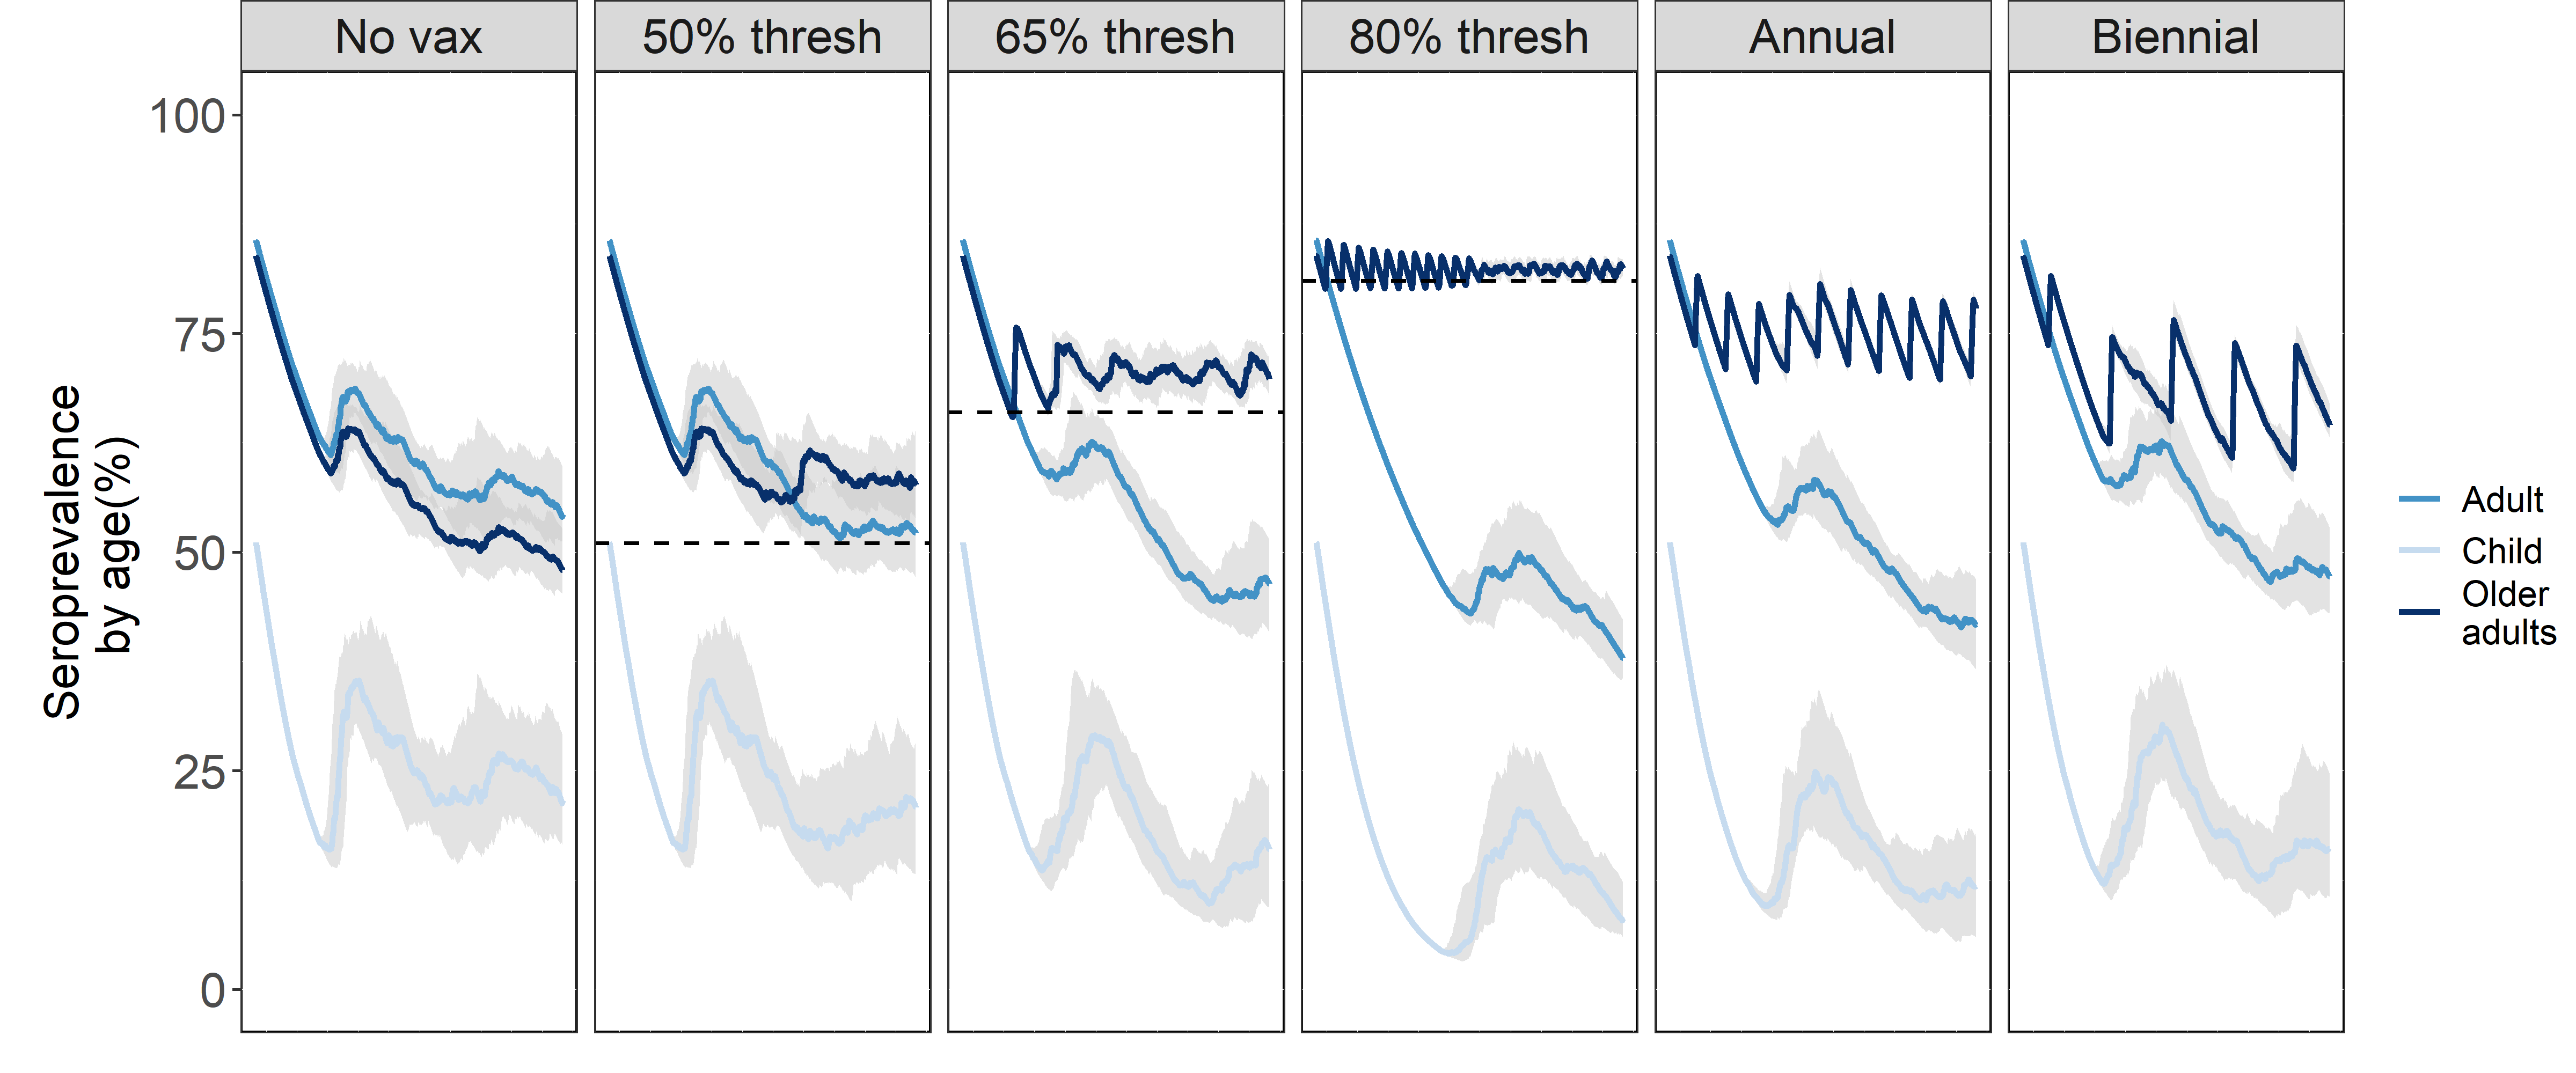 No vax
50% thresh
65% thresh
80% thresh
Annual
Biennial
Seroprevalence
by age(%)
100
75
50
25
0
Adult
Child
Older
adults